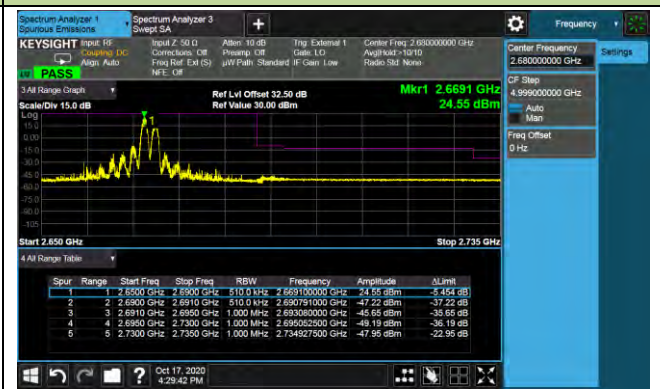 Spectrum Analyzer 1
Spurious Emissions
Spectrum Analyzer 3
Swept SA
+
Frequency
KEYSIGHT
Input: RF
Coupling: DC
Align: Auto
Input Z: 50 Ω
Corrections: Off
Freq Ref: Ext (S)
NFE: Off
Atten: 10 dB
Preamp: Off
µW Path: Standard
Trig: External 1
Gate: LO
IF Gain: Low
Center Freq: 2.680000000 GHz
Avg|Hold:>10/10
Radio Std: None
PASS
3 All Range Graph
Scale/Div 15.0 dB
Ref Lvl Offset 32.50 dB
Ref Value 30.00 dBm
Mkr1 2.6691 GHz
24.55 dBm
Log
15.0
0.00
-15.0
-30.0
-45.0
-60.0
-75.0
-90.0
-105
1
Start 2.650 GHz
Stop 2.735 GHz
4 All Range Table
Spur Range Start Freq Stop Freq RBW Frequency Amplitude ΔLimit
1 1 2.6500 GHz 2.6900 GHz 510.0 kHz 2.669100000 GHz 24.55 dBm -5.454 dB
2 2 2.6900 GHz 2.6910 GHz 510.0 kHz 2.690791000 GHz -47.22 dBm -37.22 dB
3 3 2.6910 GHz 2.6950 GHz 1.000 MHz 2.693080000 GHz -45.65 dBm -35.65 dB
4 4 2.6950 GHz 2.7300 GHz 1.000 MHz 2.695052500 GHz -49.19 dBm -36.19 dB
5 5 2.7300 GHz 2.7350 GHz 1.000 MHz 2.734927500 GHz -47.95 dBm -22.95 dB
Center Frequency
2.680000000 GHz
Settings
CF Step
4.999000000 GHz
Auto
Man
Freq Offset
0 Hz
?
Oct 17, 2020
4:29:42 PM